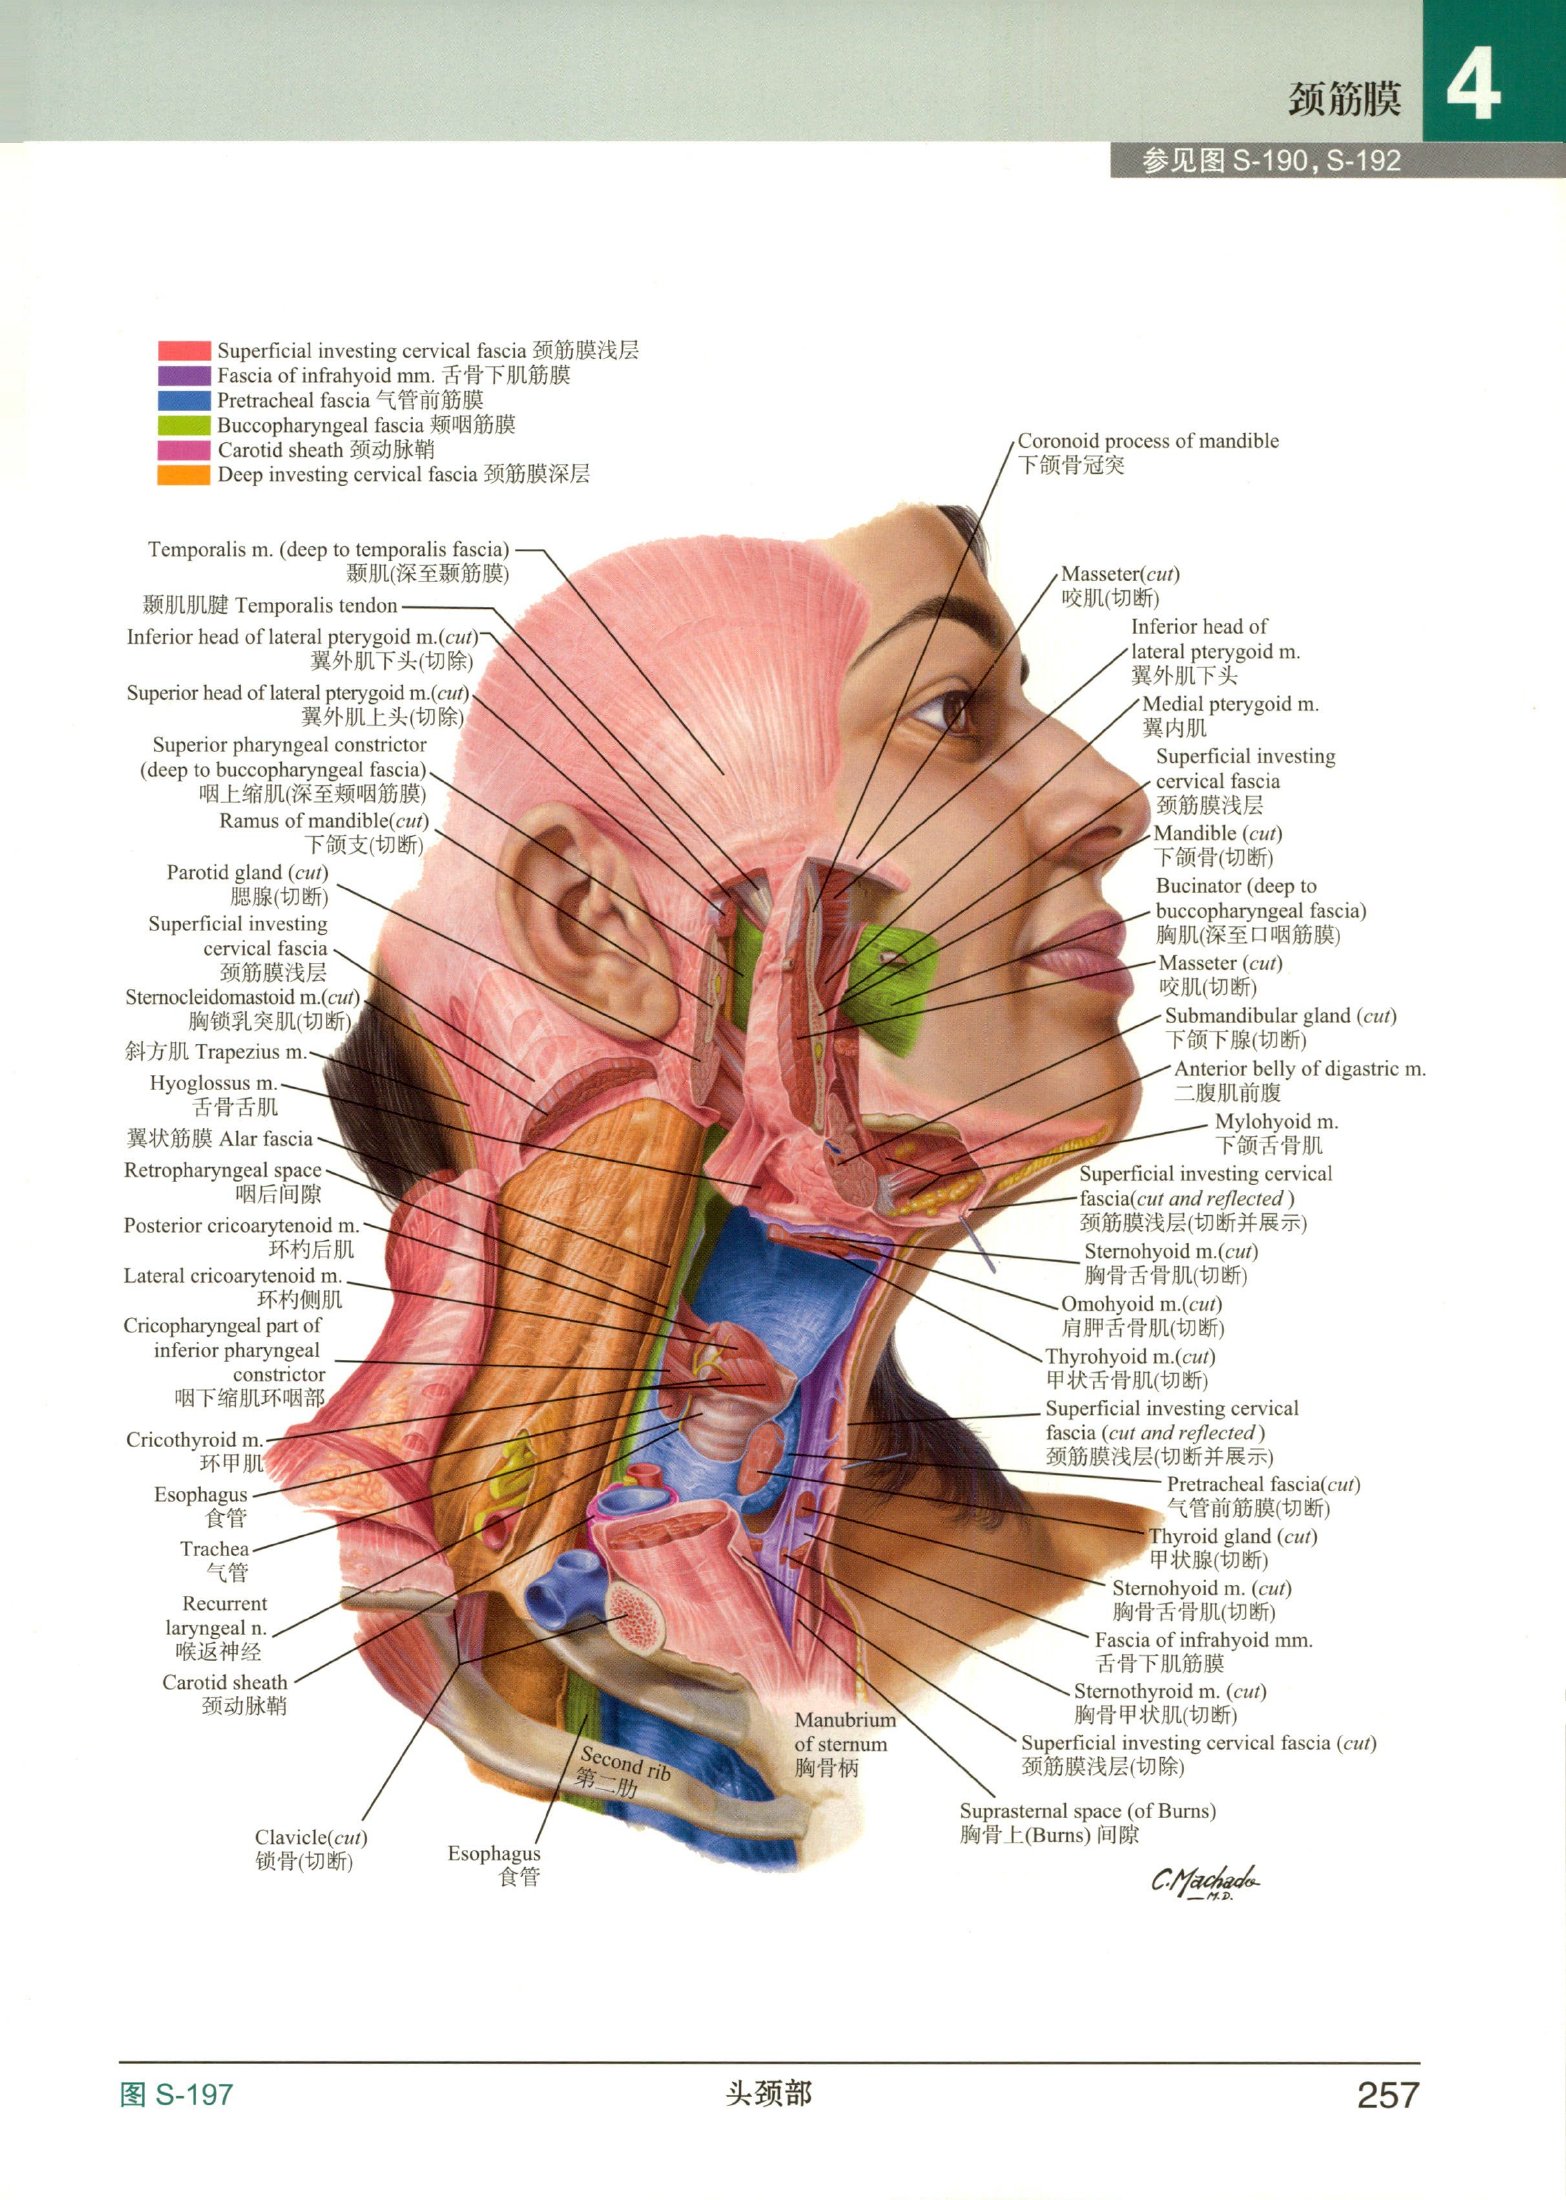 颈筋膜
4
参见图 S-190, S-192
Superficial investing cervical fascia 颈筋膜浅层
Fascia of infrahyoid mm. 舌骨下肌筋膜
Pretracheal fascia 气管前筋膜
Buccopharyngeal fascia 颊咽筋膜
Carotid sheath 颈动脉鞘
Deep investing cervical fascia 颈筋膜深层
Temporalis m. (deep to temporalis fascia)
颞肌(深至颞筋膜)
颞肌肌腱 Temporalis tendon
Inferior head of lateral pterygoid m.(cut)
翼外肌下头(切除)
Superior head of lateral pterygoid m.(cut)
翼外肌上头(切除)
Superior pharyngeal constrictor
(deep to buccopharyngeal fascia)
咽上缩肌(深至颊咽筋膜)
Ramus of mandible(cut)
下颌支(切断)
Parotid gland (cut)
腮腺(切断)
Superficial investing
cervical fascia
颈筋膜浅层
Sternocleidomastoid m.(cut)
胸锁乳突肌(切断)
斜方肌 Trapezius m.
Hyoglossus m.
舌骨舌肌
翼状筋膜 Alar fascia
Retropharyngeal space
咽后间隙
Posterior cricoarytenoid m.
环杓后肌
Lateral cricoarytenoid m.
环杓侧肌
Cricopharyngeal part of
inferior pharyngeal
constrictor
咽下缩肌环咽部
Cricothyroid m.
环甲肌
Esophagus
食管
Trachea
气管
Recurrent
laryngeal n.
喉返神经
Carotid sheath
颈动脉鞘
Clavicle(cut)
锁骨(切断)
Esophagus
食管
Second rib
第二肋
Manubrium
of sternum
胸骨柄
Coronoid process of mandible
下颌骨冠突
Masseter(cut)
咬肌(切断)
Inferior head of
lateral pterygoid m.
翼外肌下头
Medial pterygoid m.
翼内肌
Superficial investing
cervical fascia
颈筋膜浅层
Mandible (cut)
下颌骨(切断)
Bucinator (deep to
buccopharyngeal fascia)
胸肌(深至口咽筋膜)
Masseter (cut)
咬肌(切断)
Submandibular gland (cut)
下颌下腺(切断)
Anterior belly of digastric m.
二腹肌前腹
Mylohyoid m.
下颌舌骨肌
Superficial investing cervical
fascia(cut and reflected )
颈筋膜浅层(切断并展示)
Sternohyoid m.(cut)
胸骨舌骨肌(切断)
Omohyoid m.(cut)
肩胛舌骨肌(切断)
Thyrohyoid m.(cut)
甲状舌骨肌(切断)
Superficial investing cervical
fascia (cut and reflected)
颈筋膜浅层(切断并展示)
Pretracheal fascia(cut)
气管前筋膜(切断)
Thyroid gland (cut)
甲状腺(切断)
Sternohyoid m. (cut)
胸骨舌骨肌(切断)
Fascia of infrahyoid mm.
舌骨下肌筋膜
Sternothyroid m. (cut)
胸骨甲状肌(切断)
Superficial investing cervical fascia (cut)
颈筋膜浅层(切除)
Suprasternal space (of Burns)
胸骨上(Burns) 间隙
C.Machado
M.D.
图 S-197
头颈部
257